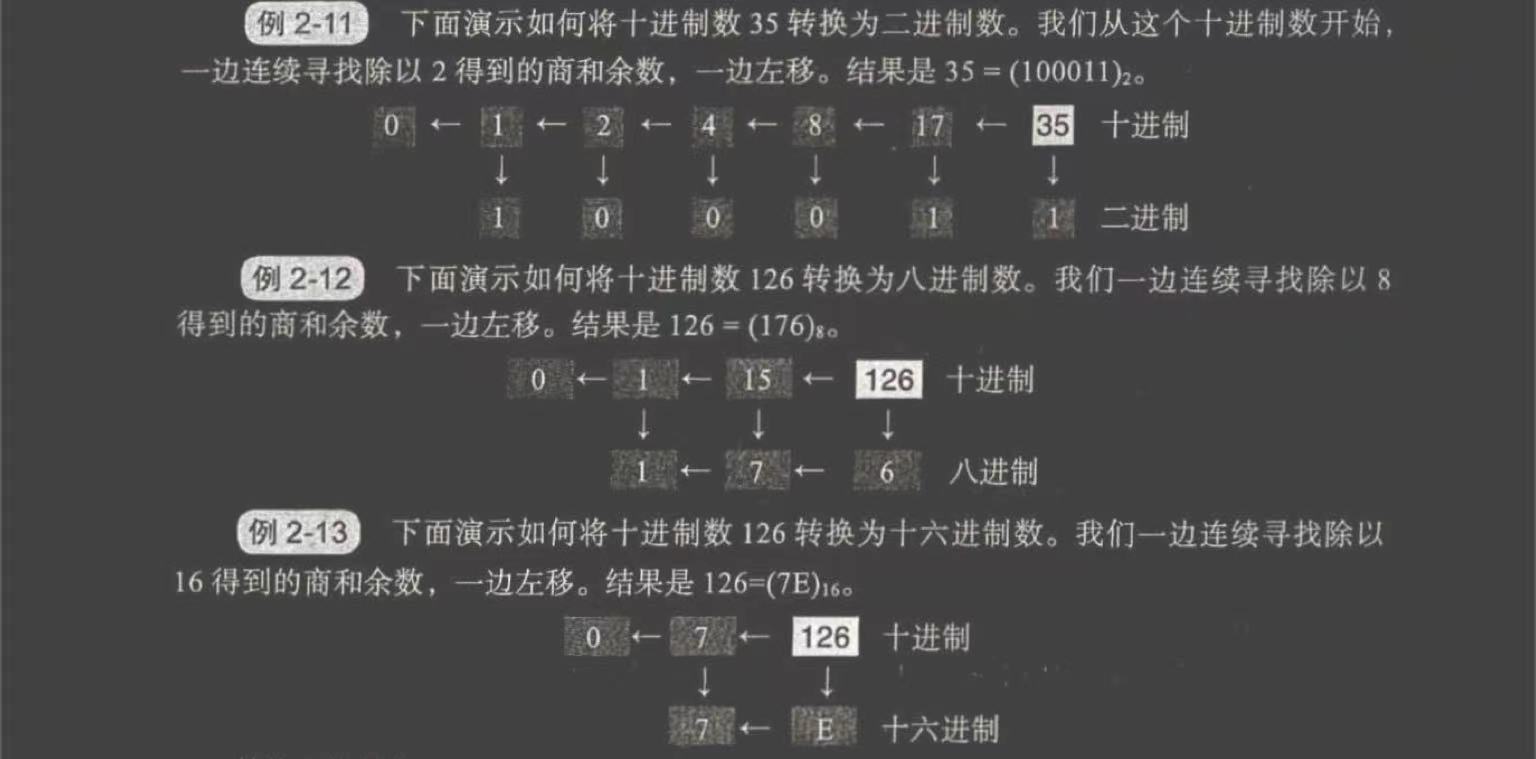 例 2-11 下面演示如何将十进制数 35 转换为二进制数。我们从这个十进制数开始，
一边连续寻找除以 2 得到的商和余数，一边左移。结果是 35 = (100011)₂。
0 ← 1 ← 2 ← 4 ← 8 ← 17 ← 35 十进制
↓ ↓ ↓ ↓ ↓ ↓
1 0 0 0 1 1 二进制
例 2-12 下面演示如何将十进制数 126 转换为八进制数。我们一边连续寻找除以 8
得到的商和余数，一边左移。结果是 126 = (176)₈。
0 ← 1 ← 15 ← 126 十进制
↓ ↓ ↓
1 ← 7 ← 6 八进制
例 2-13 下面演示如何将十进制数 126 转换为十六进制数。我们一边连续寻找除以
16 得到的商和余数，一边左移。结果是 126=(7E)₁₆。
0 ← 7 ← 126 十进制
↓ ↓
7 ← E 十六进制